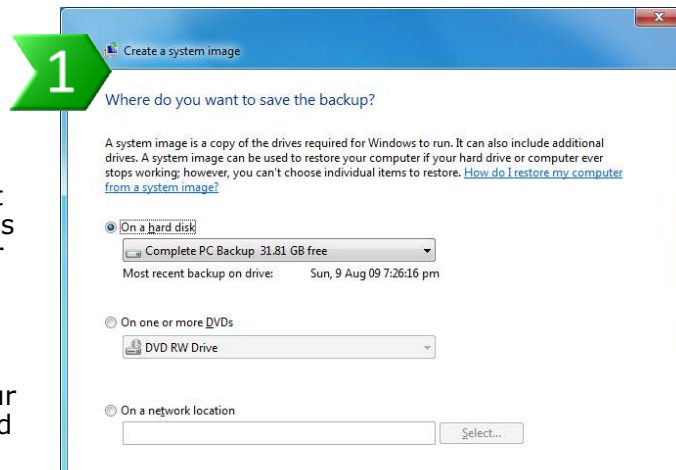 1
Create a system image
Where do you want to save the backup?
A system image is a copy of the drives required for Windows to run. It can also include additional
drives. A system image can be used to restore your computer if your hard drive or computer ever
stops working; however, you can't choose individual items to restore. How do I restore my computer
from a system image?
On a hard disk
Complete PC Backup 31.81 GB free
Most recent backup on drive: Sun, 9 Aug 09 7:26:16 pm
On one or more DVDs
DVD RW Drive
On a network location
Select...